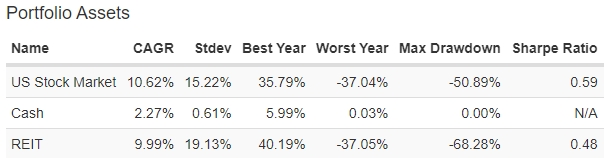 Portfolio Assets
Name CAGR Stdev Best Year Worst Year Max Drawdown Sharpe Ratio
US Stock Market 10.62% 15.22% 35.79% -37.04% -50.89% 0.59
Cash 2.27% 0.61% 5.99% 0.03% 0.00% N/A
REIT 9.99% 19.13% 40.19% -37.05% -68.28% 0.48